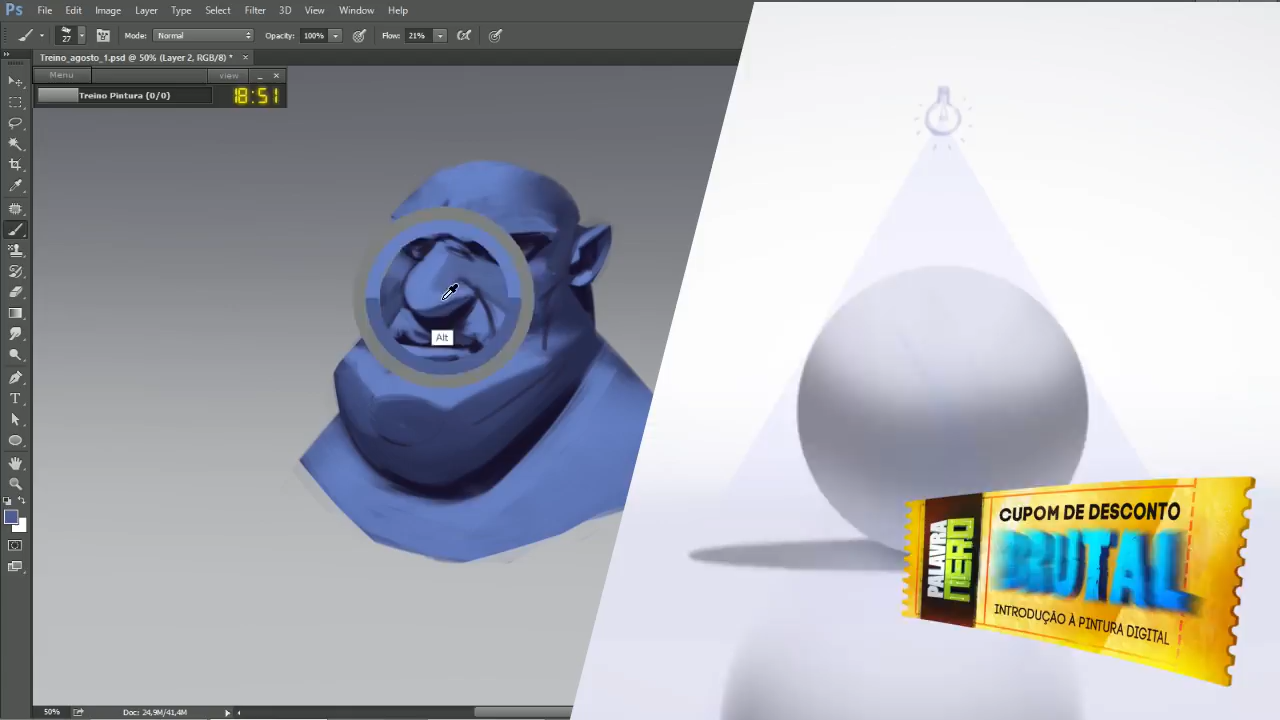 Ps File Edit Image Layer Type Select Filter 3D View Window Help
27 Mode: Normal Opacity: 100% Flow: 21%
Treino_agosto_1.psd @ 50% (Layer 2, RGB/8) * ×
Menu view _ ×
Treino Pintura (0/0) 18:51
Alt
CUPOM DE DESCONTO
PALAVRA
NERD
BRUTAL
INTRODUÇÃO À PINTURA DIGITAL
50% Doc: 24,9M/41,4M